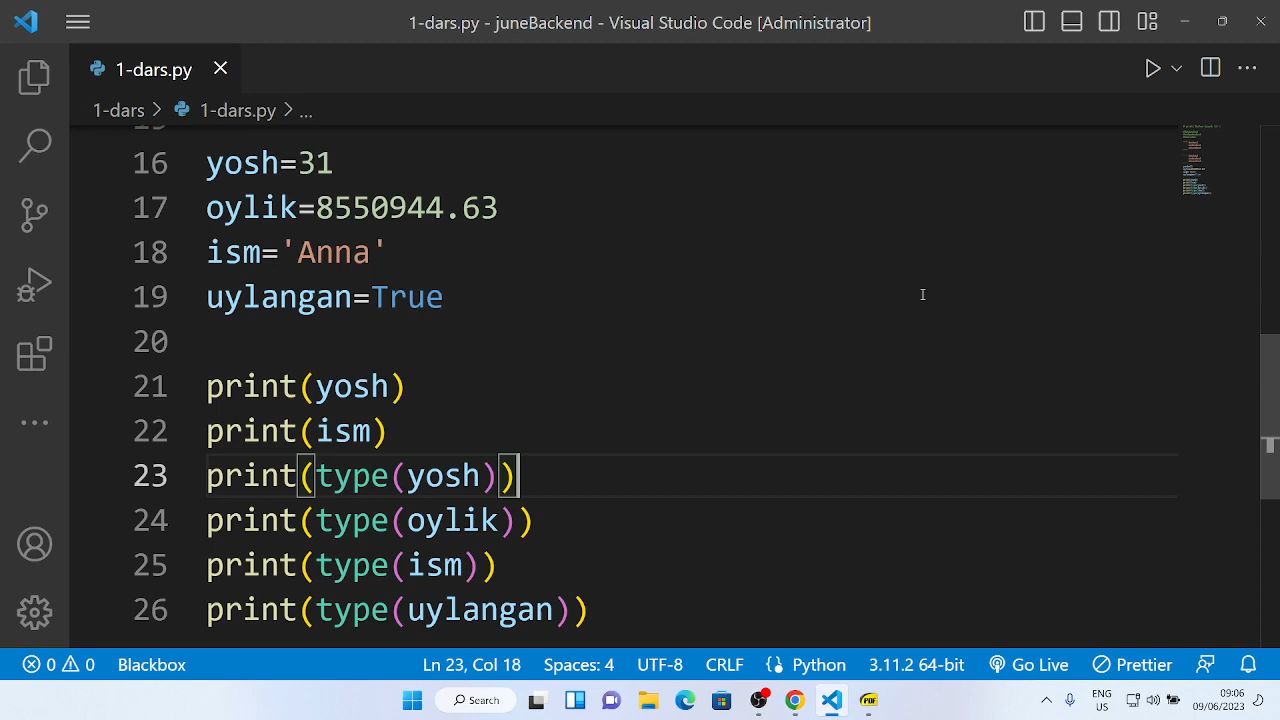 1-dars.py - juneBackend - Visual Studio Code [Administrator]
1-dars.py
1-dars > 1-dars.py > ...
15
16 yosh=31
17 oylik=8550944.63
18 ism='Anna'
19 uylangan=True
20
21 print(yosh)
22 print(ism)
23 print(type(yosh))
24 print(type(oylik))
25 print(type(ism))
26 print(type(uylangan))
0 0 Blackbox Ln 23, Col 18 Spaces: 4 UTF-8 CRLF Python 3.11.2 64-bit Go Live Prettier
Search PDF ENG US 09:06 09/06/2023